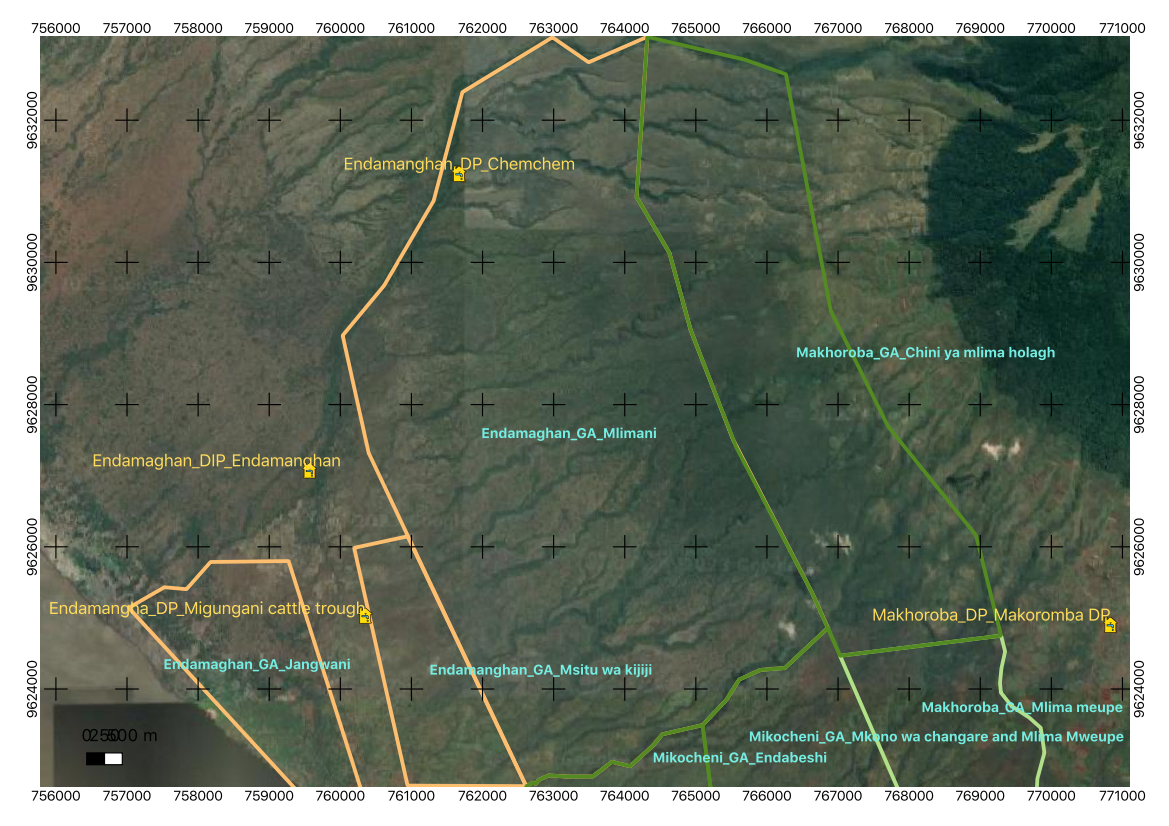 756000 757000 758000 759000 760000 761000 762000 763000 764000 765000 766000 767000 768000 769000 770000 771000
9632000 9632000
Endamanghan_DP_Chemchem
9630000 9630000
Makhoroba_GA_Chini ya mlima holagh
9628000 9628000
Endamaghan_GA_Mlimani
Endamaghan_DIP_Endamanghan
9626000 9626000
Endamangha_DP_Migungani cattle trough
Makhoroba_DP_Makoromba DP
Endamaghan_GA_Jangwani
Endamanghan_GA_Msitu wa kijiji
9624000 9624000
Makhoroba_GA_Mlima meupe
0 250 500 m
Mikocheni_GA_Mkono wa changare and Mlima Mweupe
Mikocheni_GA_Endabeshi
756000 757000 758000 759000 760000 761000 762000 763000 764000 765000 766000 767000 768000 769000 770000 771000